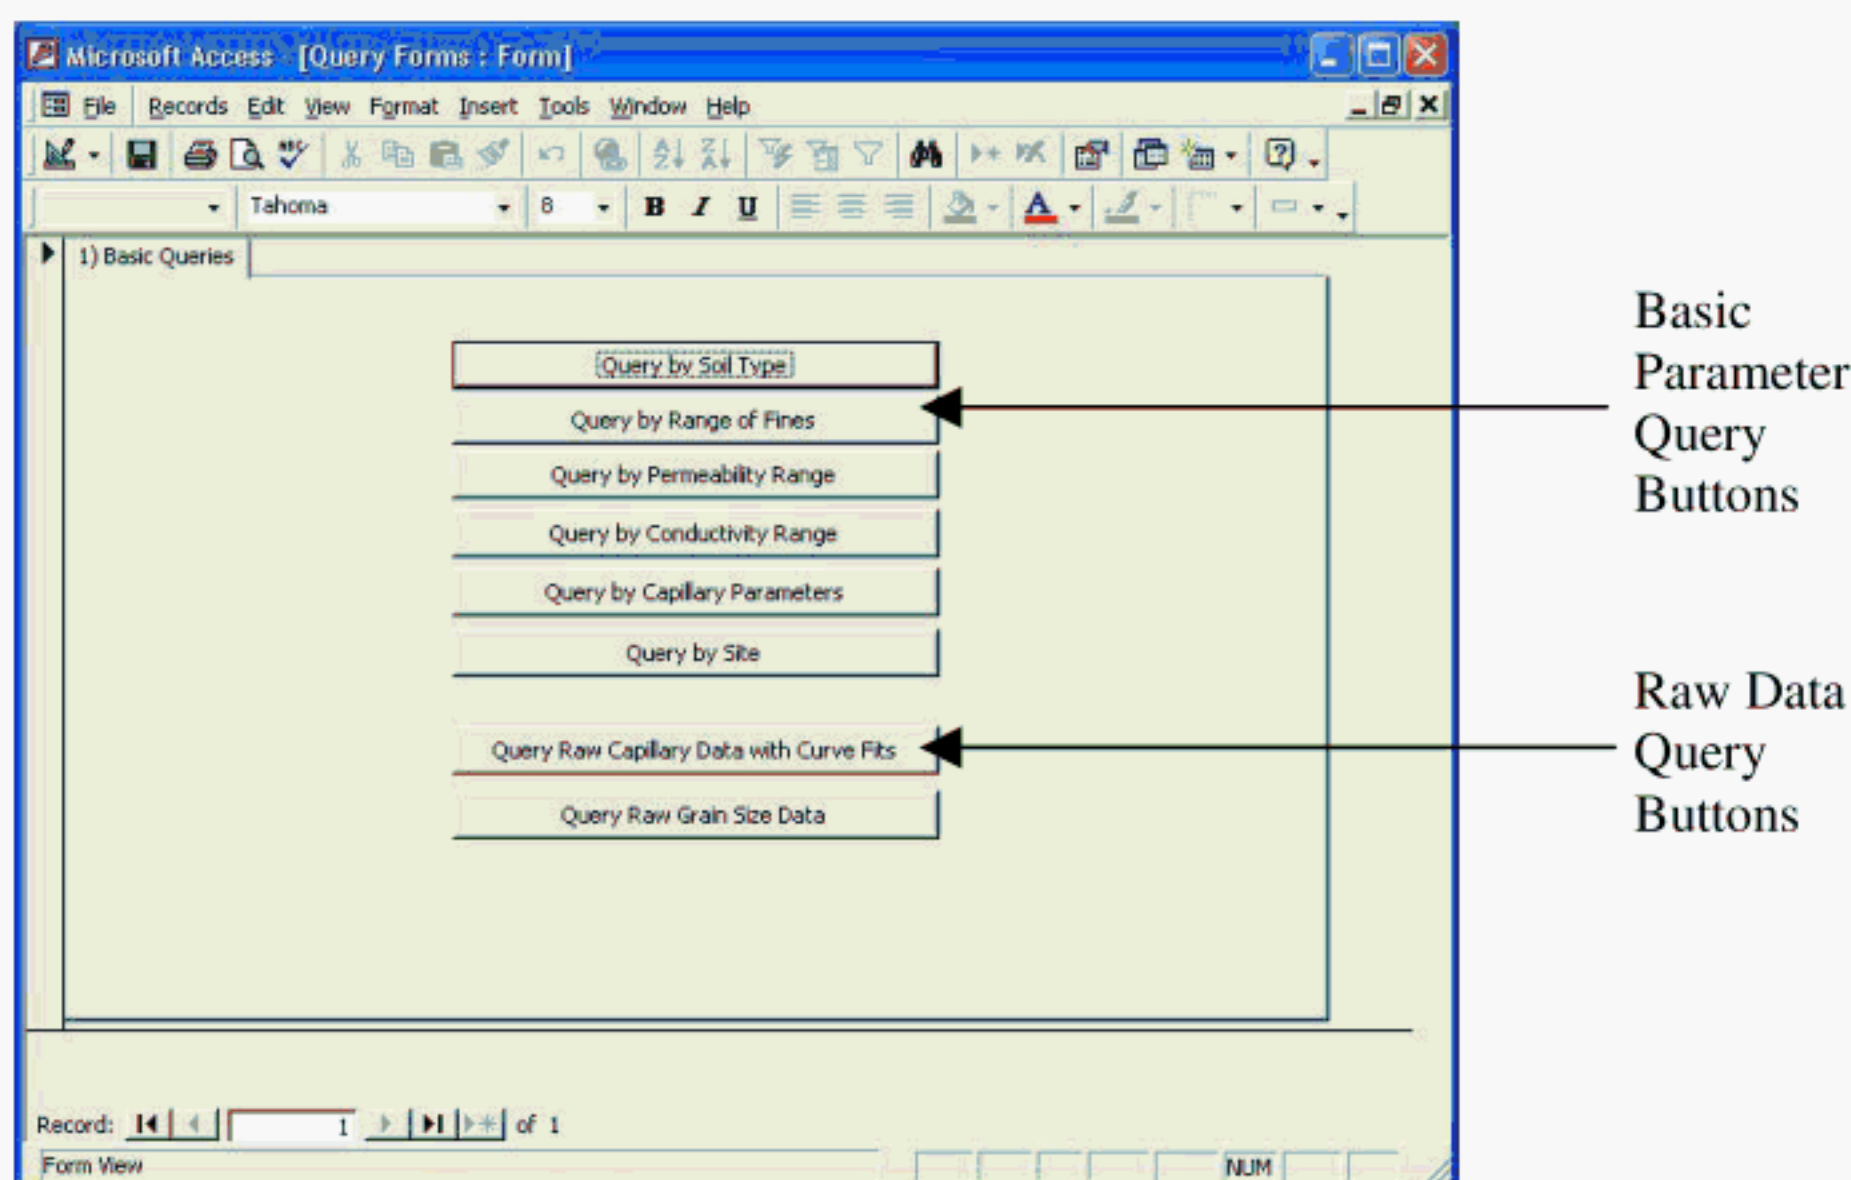 Microsoft Access - [Query Forms : Form]
File Records Edit View Format Insert Tools Window Help
Tahoma 8 B I U A
1) Basic Queries
Query by Soil Type
Query by Range of Fines
Query by Permeability Range
Query by Conductivity Range
Query by Capillary Parameters
Query by Site
Query Raw Capillary Data with Curve Fits
Query Raw Grain Size Data
Basic
Parameter
Query
Buttons
Raw Data
Query
Buttons
Record: 1 of 1
Form View NUM